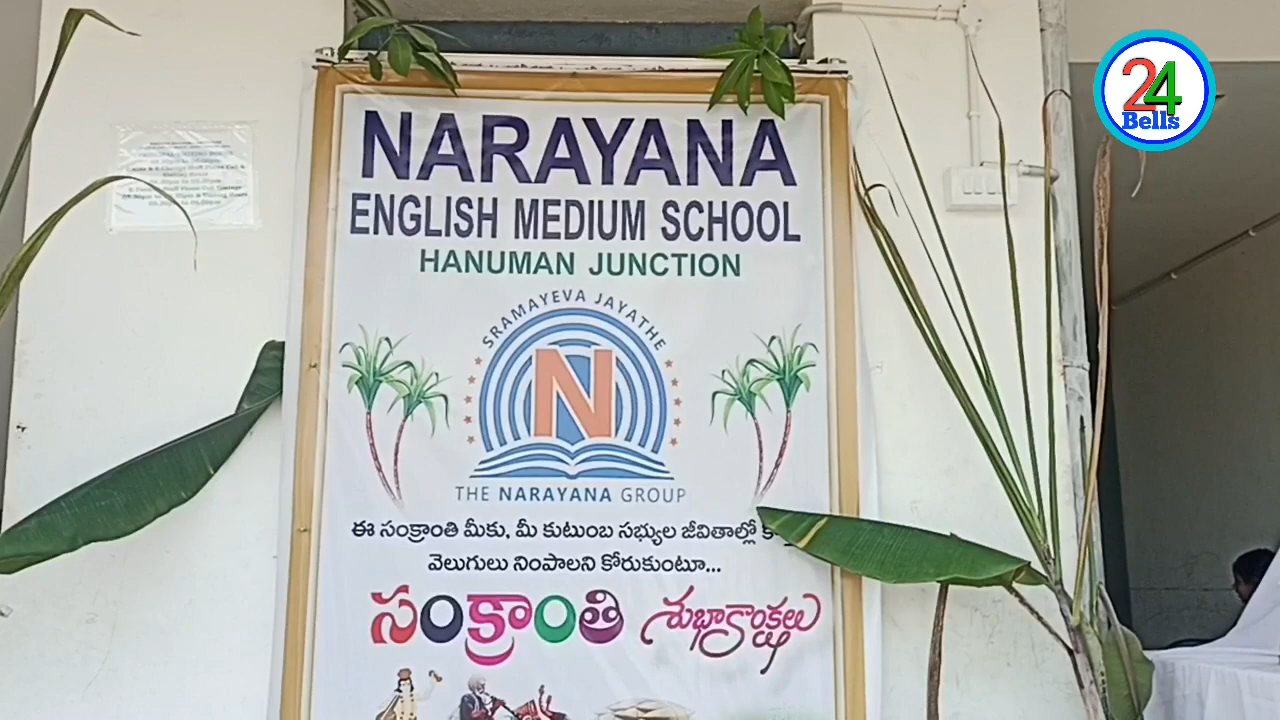 24
Bells
NARAYANA
ENGLISH MEDIUM SCHOOL
HANUMAN JUNCTION
SRAMAYEVA JAYATHE
N
THE NARAYANA GROUP
ఈ సంక్రాంతి మీకు, మీ కుటుంబ సభ్యుల జీవితాల్లో
వెలుగులు నింపాలని కోరుకుంటూ...
సంక్రాంతి శుభాకాంక్షలు